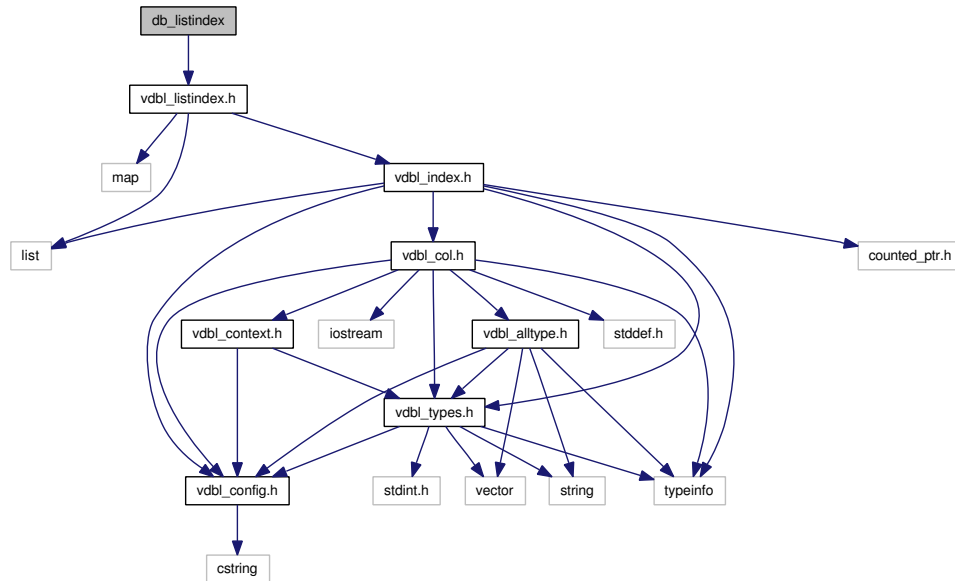 db_listindex
vdbl_listindex.h
map
vdbl_index.h
list
vdbl_col.h
counted_ptr.h
vdbl_context.h
iostream
vdbl_alltype.h
stddef.h
vdbl_types.h
vdbl_config.h
stdint.h
vector
string
typeinfo
cstring